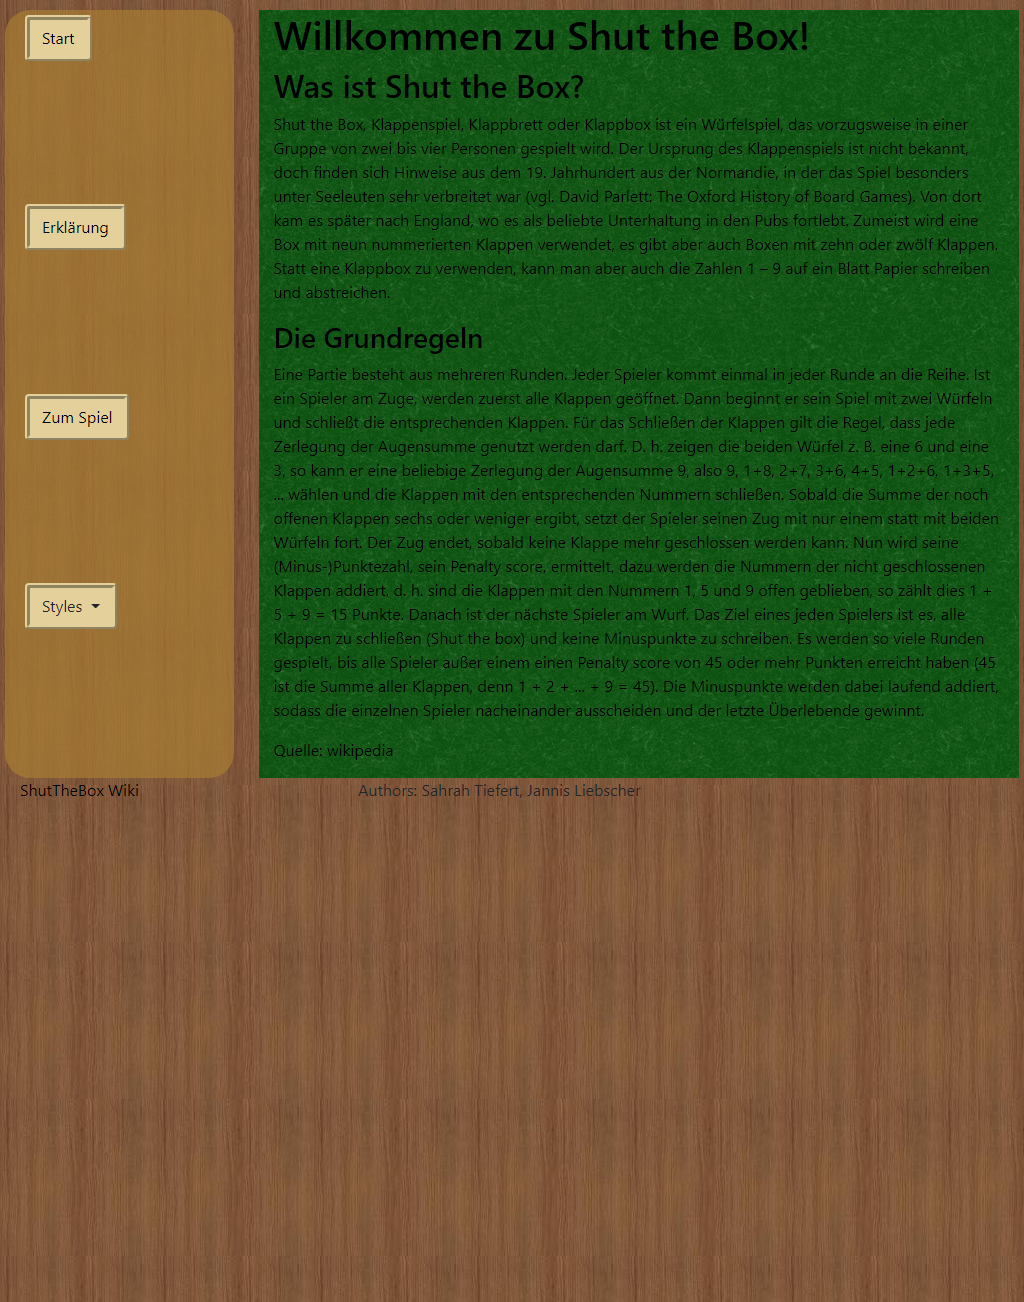 Start
Erklärung
Zum Spiel
Styles
Willkommen zu Shut the Box!
Was ist Shut the Box?
Shut the Box, Klappenspiel, Klappbrett oder Klappbox ist ein Würfelspiel, das vorzugsweise in einer
Gruppe von zwei bis vier Personen gespielt wird. Der Ursprung des Klappenspiels ist nicht bekannt,
doch finden sich Hinweise aus dem 19. Jahrhundert aus der Normandie, in der das Spiel besonders
unter Seeleuten sehr verbreitet war (vgl. David Parlett: The Oxford History of Board Games). Von dort
kam es später nach England, wo es als beliebte Unterhaltung in den Pubs fortlebt. Zumeist wird eine
Box mit neun nummerierten Klappen verwendet, es gibt aber auch Boxen mit zehn oder zwölf Klappen.
Statt eine Klappbox zu verwenden, kann man aber auch die Zahlen 1 – 9 auf ein Blatt Papier schreiben
und abstreichen.
Die Grundregeln
Eine Partie besteht aus mehreren Runden. Jeder Spieler kommt einmal in jeder Runde an die Reihe. Ist
ein Spieler am Zuge, werden zuerst alle Klappen geöffnet. Dann beginnt er sein Spiel mit zwei Würfeln
und schließt die entsprechenden Klappen. Für das Schließen der Klappen gilt die Regel, dass jede
Zerlegung der Augensumme genutzt werden darf. D. h. zeigen die beiden Würfel z. B. eine 6 und eine
3, so kann er eine beliebige Zerlegung der Augensumme 9, also 9, 1+8, 2+7, 3+6, 4+5, 1+2+6, 1+3+5,
... wählen und die Klappen mit den entsprechenden Nummern schließen. Sobald die Summe der noch
offenen Klappen sechs oder weniger ergibt, setzt der Spieler seinen Zug mit nur einem statt mit beiden
Würfeln fort. Der Zug endet, sobald keine Klappe mehr geschlossen werden kann. Nun wird seine
(Minus-)Punktezahl, sein Penalty score, ermittelt, dazu werden die Nummern der nicht geschlossenen
Klappen addiert. d. h. sind die Klappen mit den Nummern 1, 5 und 9 offen geblieben, so zählt dies 1 +
5 + 9 = 15 Punkte. Danach ist der nächste Spieler am Wurf. Das Ziel eines jeden Spielers ist es, alle
Klappen zu schließen (Shut the box) und keine Minuspunkte zu schreiben. Es werden so viele Runden
gespielt, bis alle Spieler außer einem einen Penalty score von 45 oder mehr Punkten erreicht haben (45
ist die Summe aller Klappen, denn 1 + 2 + ... + 9 = 45). Die Minuspunkte werden dabei laufend addiert,
sodass die einzelnen Spieler nacheinander ausscheiden und der letzte Überlebende gewinnt.
Quelle: wikipedia
ShutTheBox Wiki
Authors: Sahrah Tiefert, Jannis Liebscher